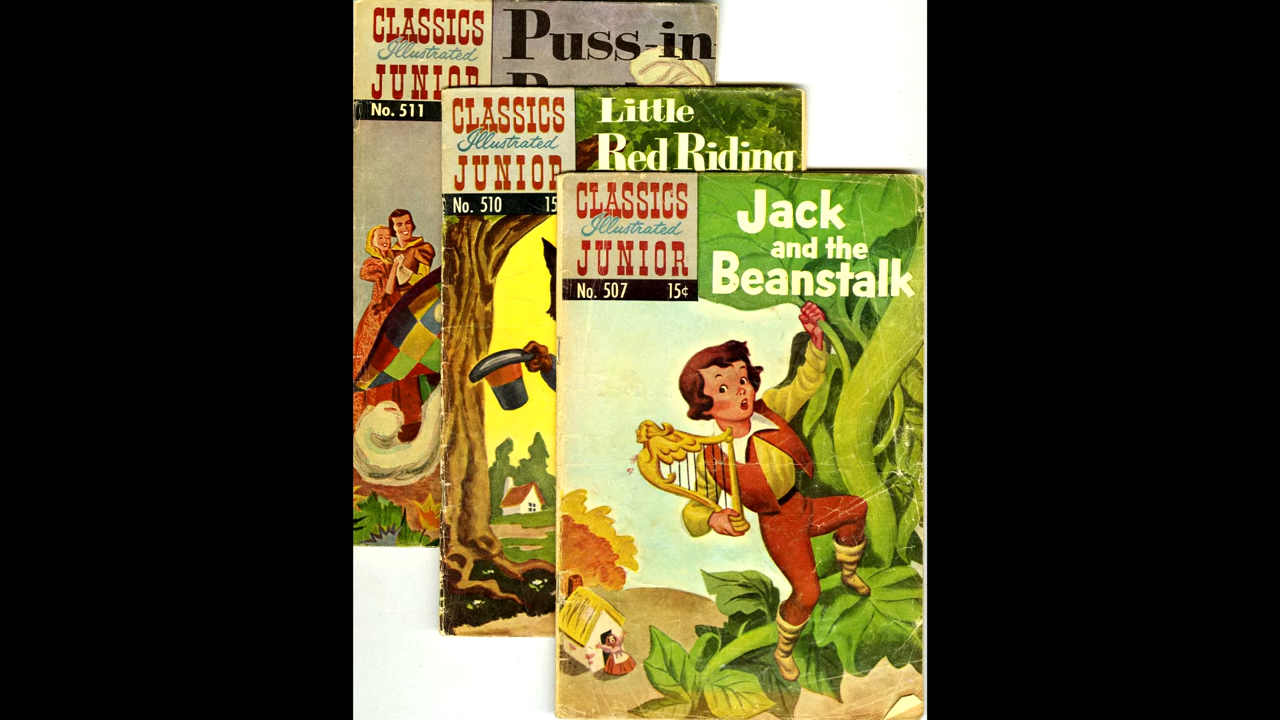 CLASSICS
Illustrated
JUNIOR
No. 511
Puss-in
CLASSICS
Illustrated
JUNIOR
No. 510 15
Little
Red Riding
CLASSICS
Illustrated
JUNIOR
No. 507 15¢
Jack
and the
Beanstalk